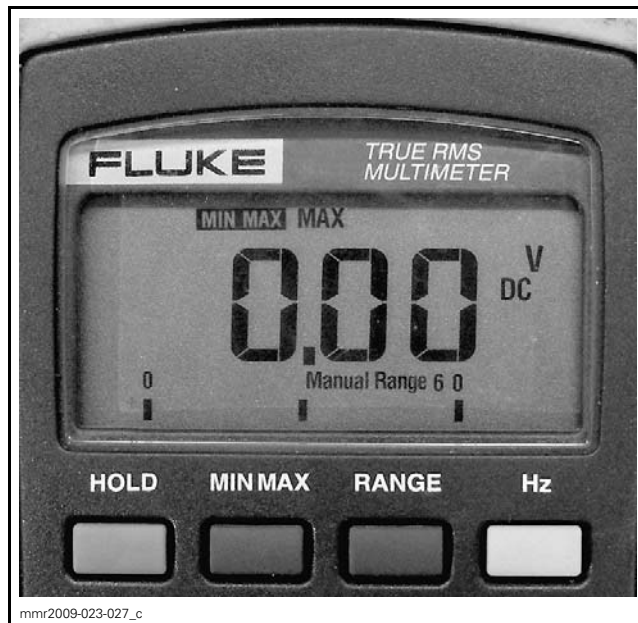 FLUKE
TRUE RMS
MULTIMETER
MIN MAX MAX
0.00
V
DC
0
Manual Range 6 0
HOLD
MIN MAX
RANGE
Hz
mmr2009-023-027_c